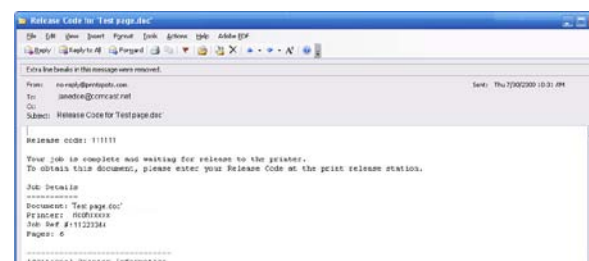 Release Code for 'Test page.doc'
File Edit View Insert Format Tools Actions Help Adobe PDF
Reply Reply to All Forward
Extra line breaks in this message were removed.
From: no-reply@printspots.com Sent: Thu 7/30/2009 10:31 AM
To: janedoe@comcast.net
Cc:
Subject: Release Code for 'Test page.doc'
Release code: 111111
Your job is complete and waiting for release to the printer.
To obtain this document, please enter your Release Code at the print release station.
Job Details
===========
Document: 'Test page.doc'
Printer:
Job Ref #:11223344
Pages: 6